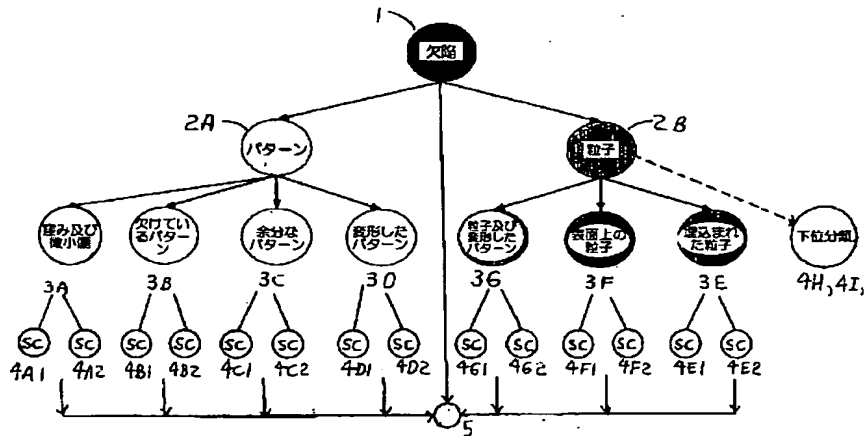 1
欠陥
2A
パターン
2B
粒子
窪み及び
微小傷
欠けてい
るパター
ン
余分な
パターン
変形した
パターン
粒子及び
変形した
パターン
表面上の
粒子
埋込まれ
た粒子
下位分類
3A
3B
3C
3D
3G
3F
3E
4H,4I,
SC SC SC SC SC SC SC SC SC SC SC SC SC SC
4A1 4A2 4B1 4B2 4C1 4C2 4D1 4D2 4G1 4G2 4F1 4F2 4E1 4E2
5